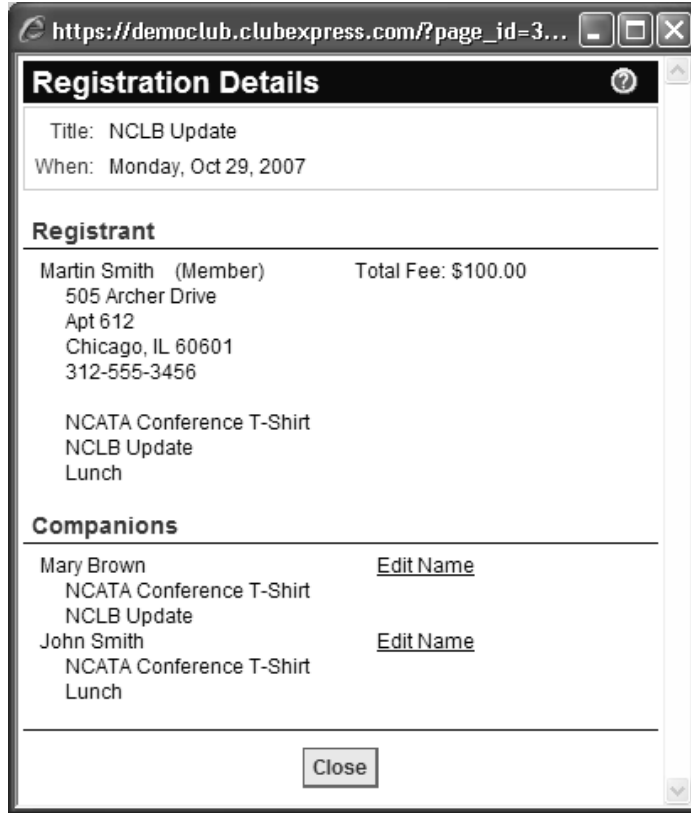 https://democlub.clubexpress.com/?page_id=3...
Registration Details
Title: NCLB Update
When: Monday, Oct 29, 2007
Registrant
Martin Smith (Member) Total Fee: $100.00
505 Archer Drive
Apt 612
Chicago, IL 60601
312-555-3456
NCATA Conference T-Shirt
NCLB Update
Lunch
Companions
Mary Brown Edit Name
NCATA Conference T-Shirt
NCLB Update
John Smith Edit Name
NCATA Conference T-Shirt
Lunch
Close